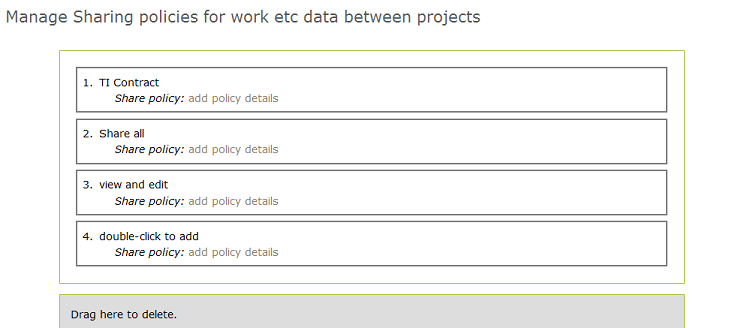 Manage Sharing policies for work etc data between projects
1. TI Contract
Share policy: add policy details
2. Share all
Share policy: add policy details
3. view and edit
Share policy: add policy details
4. double-click to add
Share policy: add policy details
Drag here to delete.